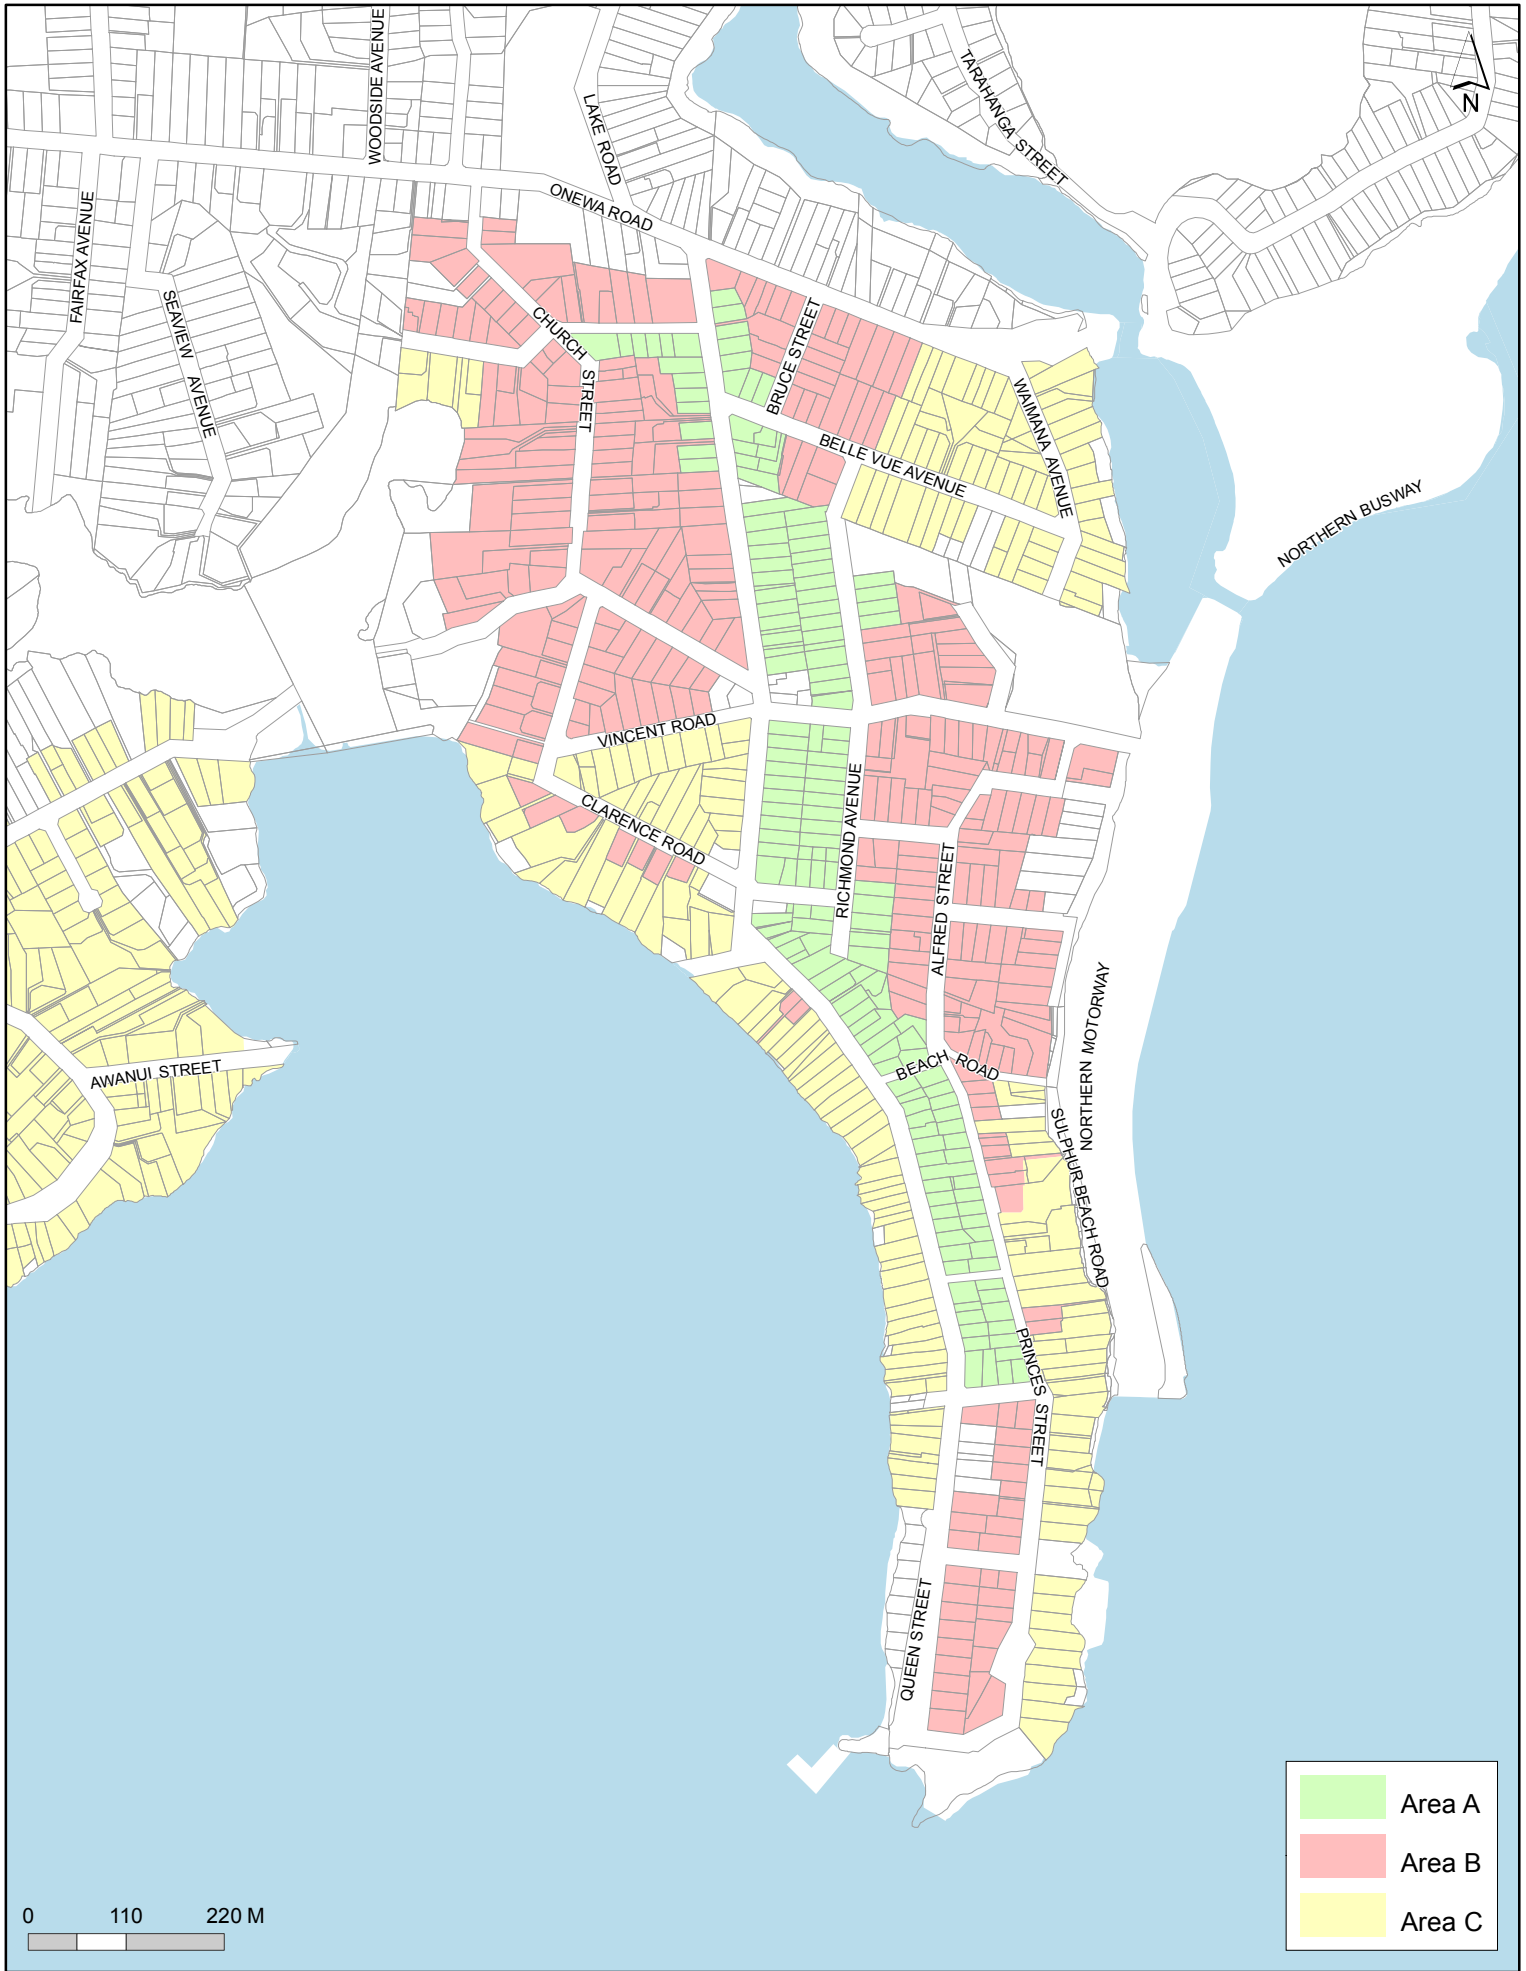 WOODSIDE AVENUE
TARAHANGA STREET
N
LAKE ROAD
ONEWA ROAD
FAIRFAX AVENUE
SEAVIEW AVENUE
CHURCH STREET
BRUCE STREET
WAIMANA AVENUE
BELLE VUE AVENUE
NORTHERN BUSWAY
VINCENT ROAD
CLARENCE ROAD
RICHMOND AVENUE
ALFRED STREET
NORTHERN MOTORWAY
BEACH ROAD
AWANUI STREET
SULPHUR BEACH ROAD
PRINCES STREET
QUEEN STREET
Area A
Area B
Area C
0 110 220 M